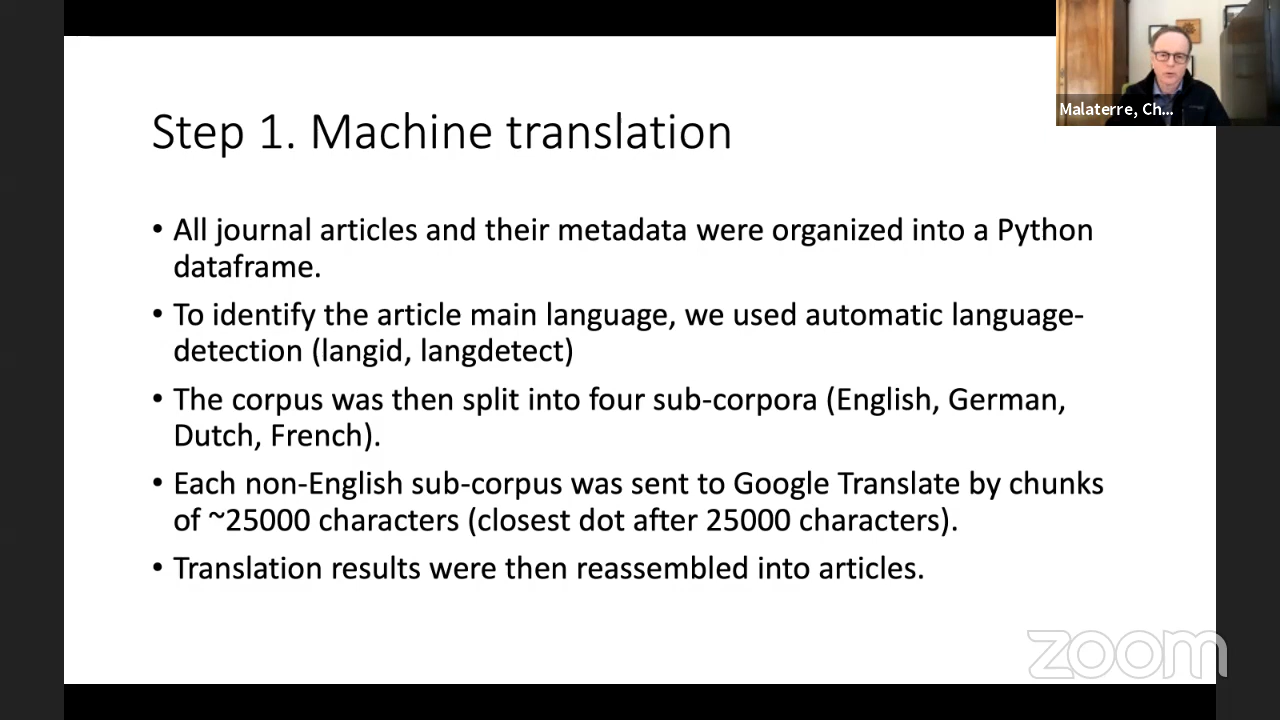 Malaterre, Ch...
Step 1. Machine translation
• All journal articles and their metadata were organized into a Python
dataframe.
• To identify the article main language, we used automatic language-
detection (langid, langdetect)
• The corpus was then split into four sub-corpora (English, German,
Dutch, French).
• Each non-English sub-corpus was sent to Google Translate by chunks
of ~25000 characters (closest dot after 25000 characters).
• Translation results were then reassembled into articles.
zoom